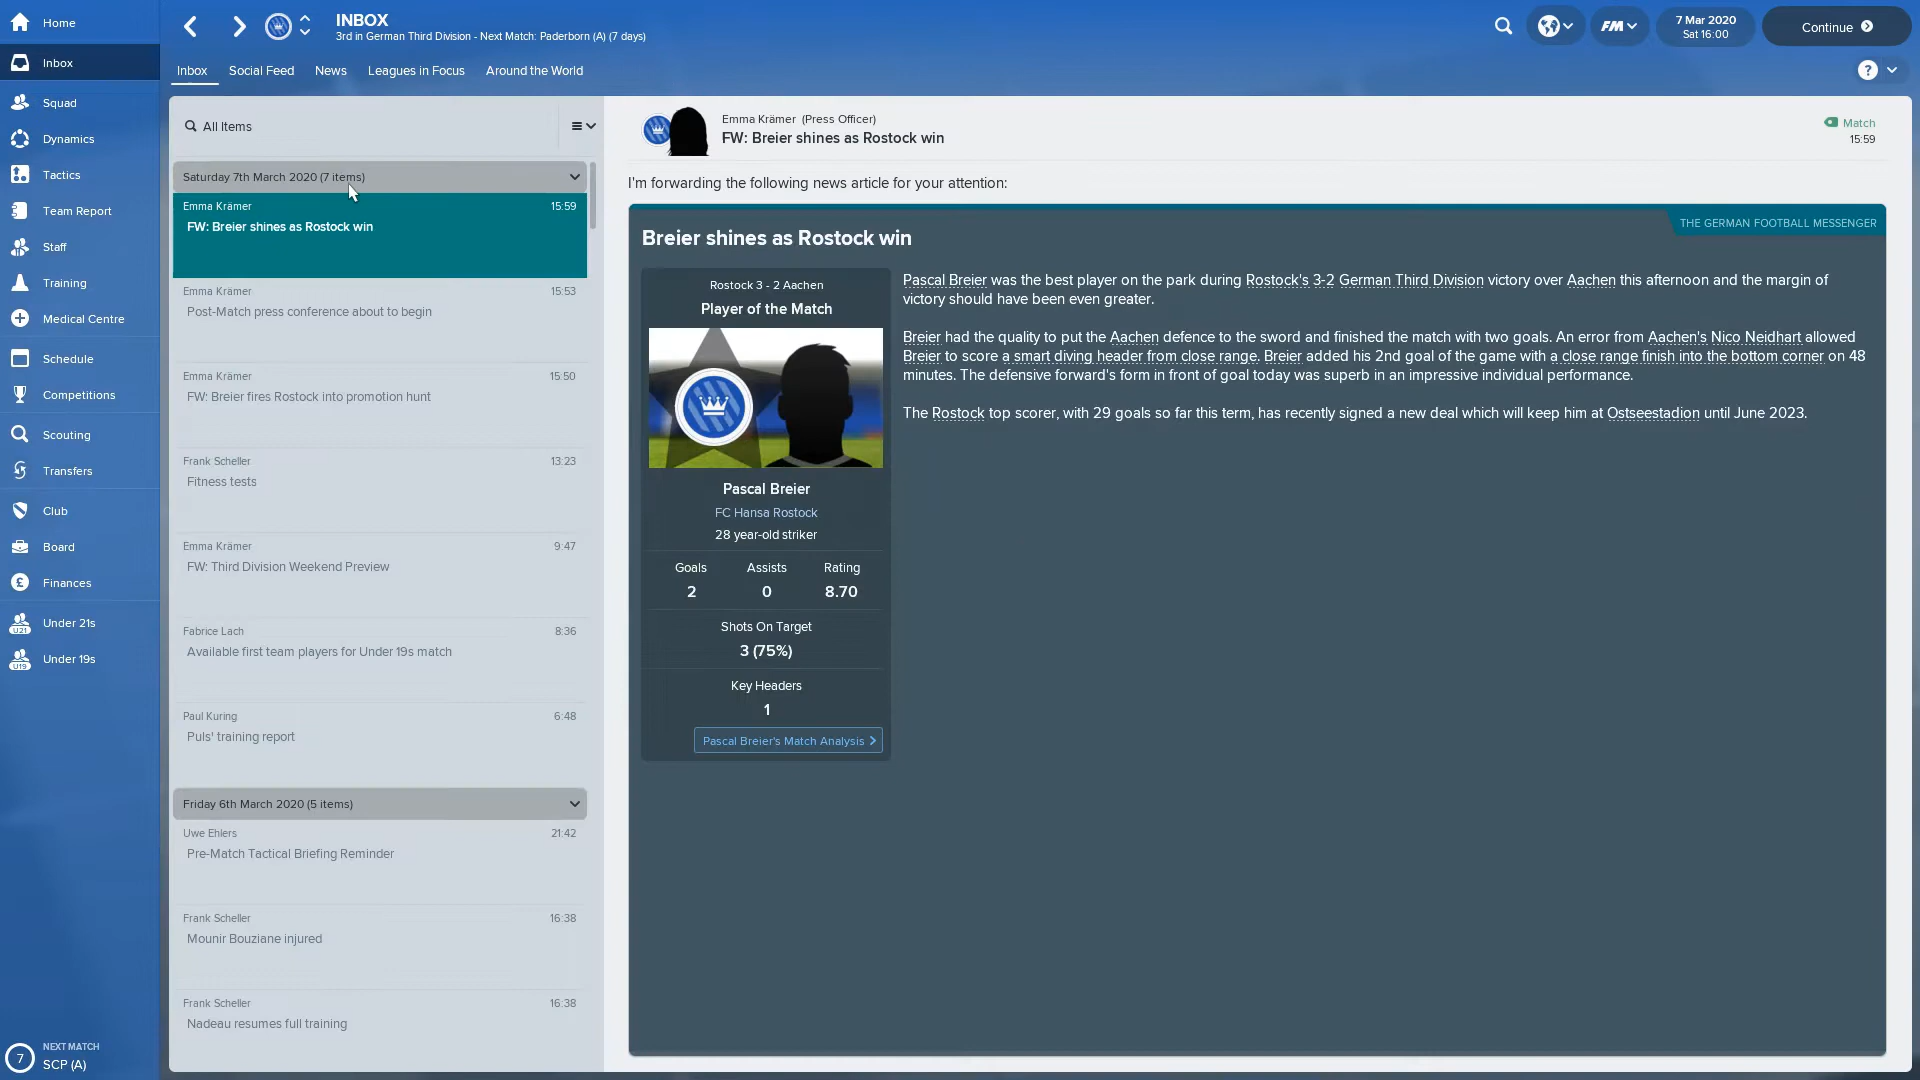 Home
Inbox
Squad
Dynamics
Tactics
Team Report
Staff
Training
Medical Centre
Schedule
Competitions
Scouting
Transfers
Club
Board
£
Finances
U21
Under 21s
U19
Under 19s
7
NEXT MATCH
SCP (A)
INBOX
3rd in German Third Division - Next Match: Paderborn (A) (7 days)
FM
7 Mar 2020
Sat 16:00
Continue
Inbox
Social Feed
News
Leagues in Focus
Around the World
?
All Items
Saturday 7th March 2020 (7 items)
Emma Krämer 15:59
FW: Breier shines as Rostock win
Emma Krämer 15:53
Post-Match press conference about to begin
Emma Krämer 15:50
FW: Breier fires Rostock into promotion hunt
Frank Scheller 13:23
Fitness tests
Emma Krämer 9:47
FW: Third Division Weekend Preview
Fabrice Lach 8:36
Available first team players for Under 19s match
Paul Kuring 6:48
Puls' training report
Friday 6th March 2020 (5 items)
Uwe Ehlers 21:42
Pre-Match Tactical Briefing Reminder
Frank Scheller 16:38
Mounir Bouziane injured
Frank Scheller 16:38
Nadeau resumes full training
Emma Krämer (Press Officer)
FW: Breier shines as Rostock win
Match
15:59
I'm forwarding the following news article for your attention:
THE GERMAN FOOTBALL MESSENGER
Breier shines as Rostock win
Rostock 3 - 2 Aachen
Player of the Match
Pascal Breier
FC Hansa Rostock
28 year-old striker
Goals Assists Rating
2 0 8.70
Shots On Target
3 (75%)
Key Headers
1
Pascal Breier's Match Analysis
Pascal Breier was the best player on the park during Rostock's 3-2 German Third Division victory over Aachen this afternoon and the margin of
victory should have been even greater.
Breier had the quality to put the Aachen defence to the sword and finished the match with two goals. An error from Aachen's Nico Neidhart allowed
Breier to score a smart diving header from close range. Breier added his 2nd goal of the game with a close range finish into the bottom corner on 48
minutes. The defensive forward's form in front of goal today was superb in an impressive individual performance.
The Rostock top scorer, with 29 goals so far this term, has recently signed a new deal which will keep him at Ostseestadion until June 2023.